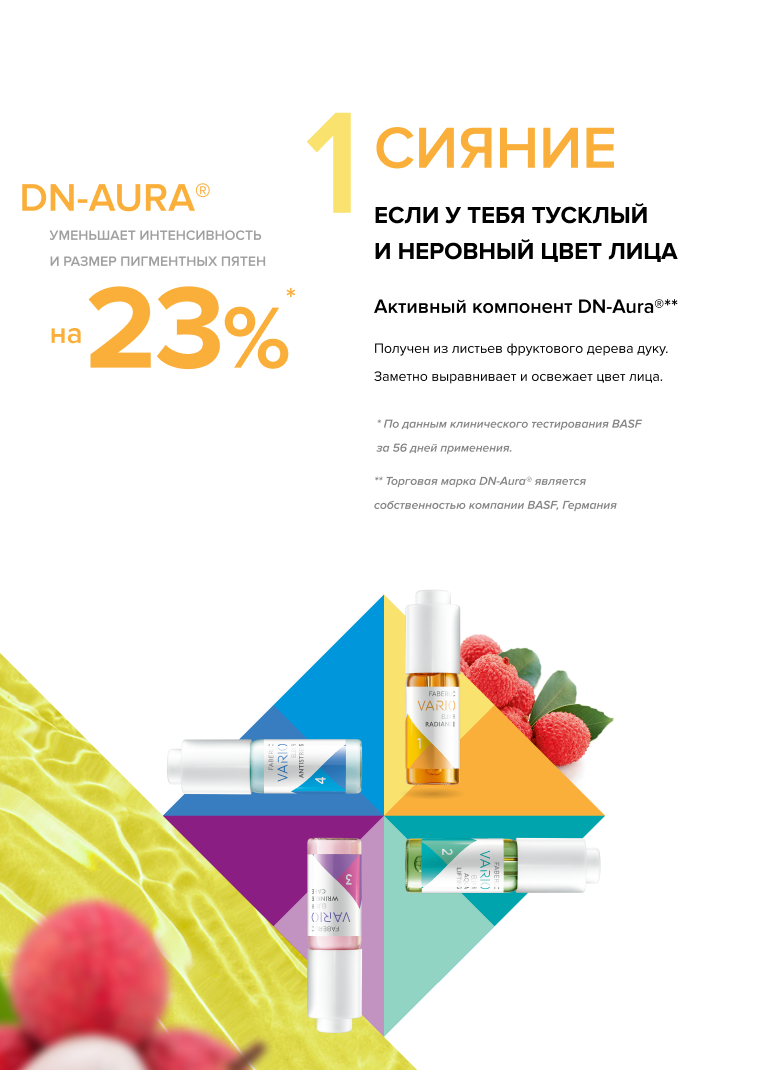 DN-AURA®
УМЕНЬШАЕТ ИНТЕНСИВНОСТЬ
И РАЗМЕР ПИГМЕНТНЫХ ПЯТЕН
на 23%*
1 СИЯНИЕ
ЕСЛИ У ТЕБЯ ТУСКЛЫЙ
И НЕРОВНЫЙ ЦВЕТ ЛИЦА
Активный компонент DN-Aura®**
Получен из листьев фруктового дерева дуку.
Заметно выравнивает и освежает цвет лица.
* По данным клинического тестирования BASF
за 56 дней применения.
** Торговая марка DN-Aura® является
собственностью компании BASF, Германия
VARIO
RADIANCE
1
VARIO
4
VARIO
2
3
WRINKLE
VARIO